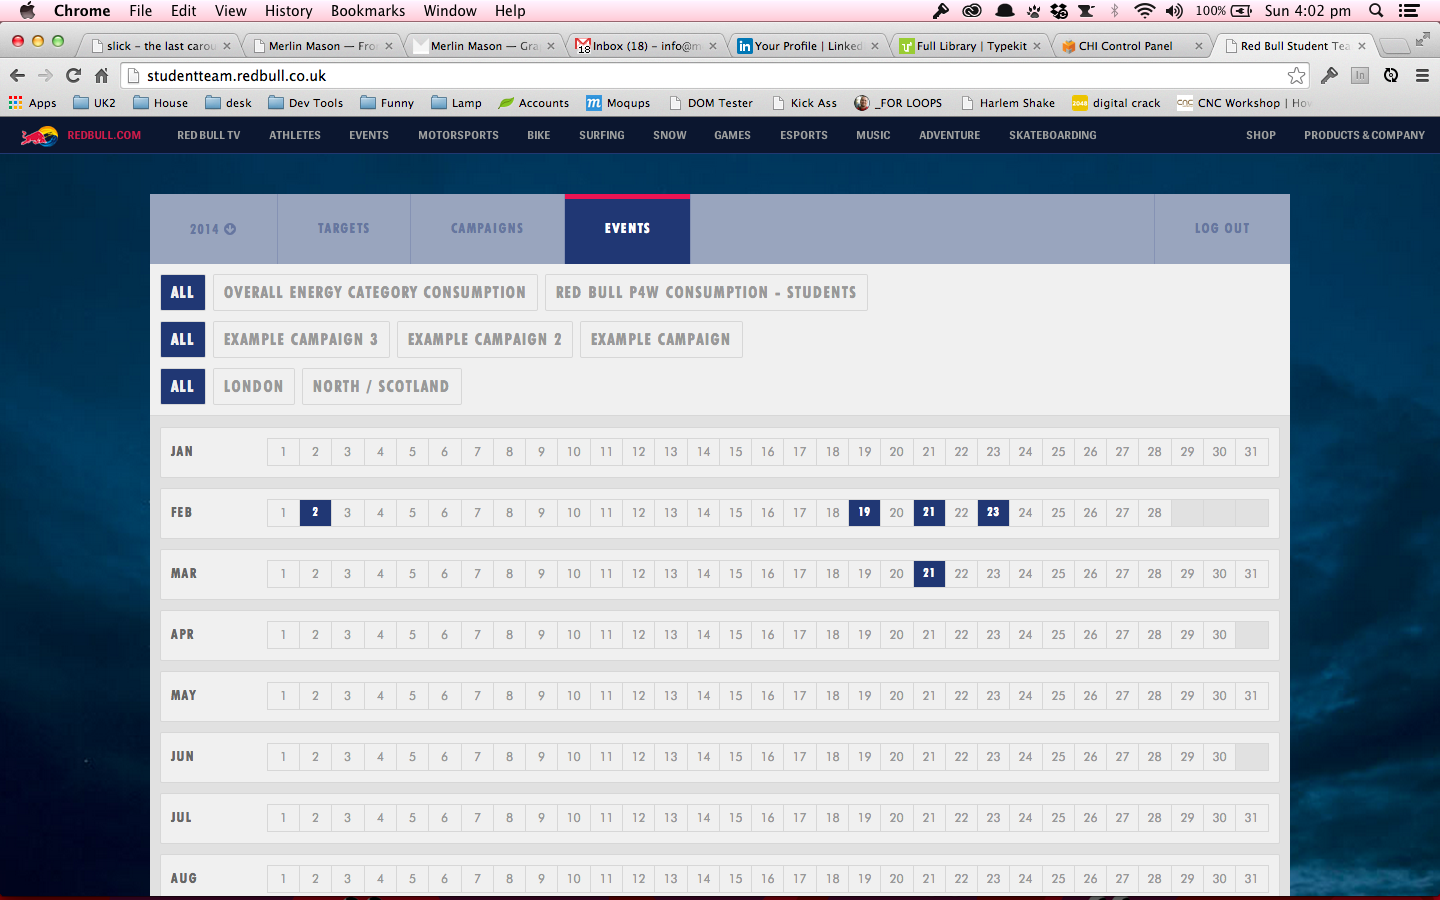 Chrome File Edit View History Bookmarks Window Help 100% Sun 4:02 pm
slick – the last carou Merlin Mason — Fro Merlin Mason — Gra 18 Inbox (18) – info@m in Your Profile | Linked Full Library | Typekit CHI Control Panel Red Bull Student Tea
studentteam.redbull.co.uk
Apps UK2 House desk Dev Tools Funny Lamp Accounts m Moqups DOM Tester Kick Ass _FOR LOOPS Harlem Shake 2048 digital crack CNC CNC Workshop | How
REDBULL.COM RED BULL TV ATHLETES EVENTS MOTORSPORTS BIKE SURFING SNOW GAMES ESPORTS MUSIC ADVENTURE SKATEBOARDING SHOP PRODUCTS & COMPANY
2014 TARGETS CAMPAIGNS EVENTS LOG OUT
ALL OVERALL ENERGY CATEGORY CONSUMPTION RED BULL P4W CONSUMPTION - STUDENTS
ALL EXAMPLE CAMPAIGN 3 EXAMPLE CAMPAIGN 2 EXAMPLE CAMPAIGN
ALL LONDON NORTH / SCOTLAND
JAN 1 2 3 4 5 6 7 8 9 10 11 12 13 14 15 16 17 18 19 20 21 22 23 24 25 26 27 28 29 30 31
FEB 1 2 3 4 5 6 7 8 9 10 11 12 13 14 15 16 17 18 19 20 21 22 23 24 25 26 27 28
MAR 1 2 3 4 5 6 7 8 9 10 11 12 13 14 15 16 17 18 19 20 21 22 23 24 25 26 27 28 29 30 31
APR 1 2 3 4 5 6 7 8 9 10 11 12 13 14 15 16 17 18 19 20 21 22 23 24 25 26 27 28 29 30
MAY 1 2 3 4 5 6 7 8 9 10 11 12 13 14 15 16 17 18 19 20 21 22 23 24 25 26 27 28 29 30 31
JUN 1 2 3 4 5 6 7 8 9 10 11 12 13 14 15 16 17 18 19 20 21 22 23 24 25 26 27 28 29 30
JUL 1 2 3 4 5 6 7 8 9 10 11 12 13 14 15 16 17 18 19 20 21 22 23 24 25 26 27 28 29 30 31
AUG 1 2 3 4 5 6 7 8 9 10 11 12 13 14 15 16 17 18 19 20 21 22 23 24 25 26 27 28 29 30 31